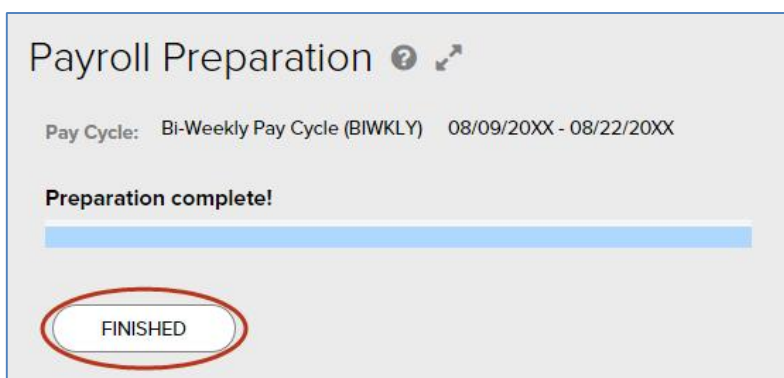 Payroll Preparation ?
Pay Cycle: Bi-Weekly Pay Cycle (BIWKLY) 08/09/20XX - 08/22/20XX
Preparation complete!
FINISHED